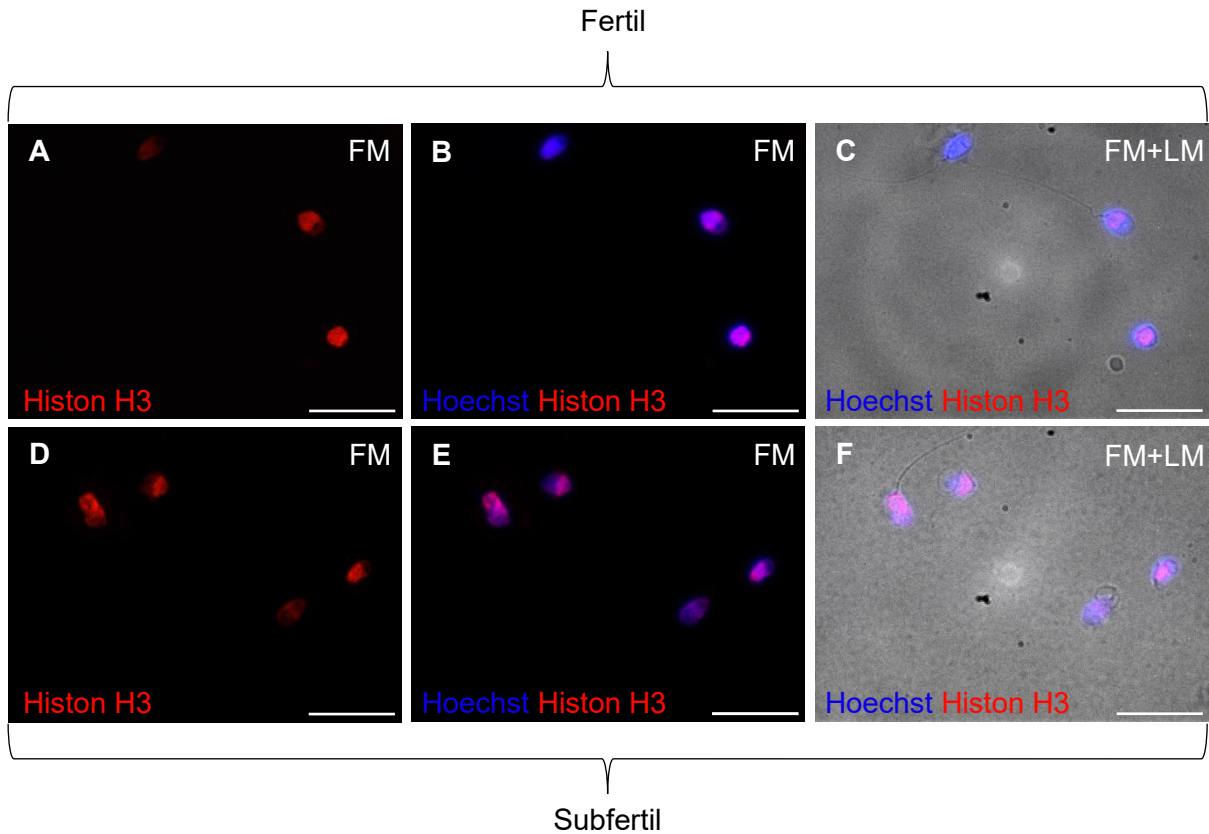 Fertil
A FM
Histon H3
B FM
Hoechst Histon H3
C FM+LM
Hoechst Histon H3
D FM
Histon H3
E FM
Hoechst Histon H3
F FM+LM
Hoechst Histon H3
Subfertil